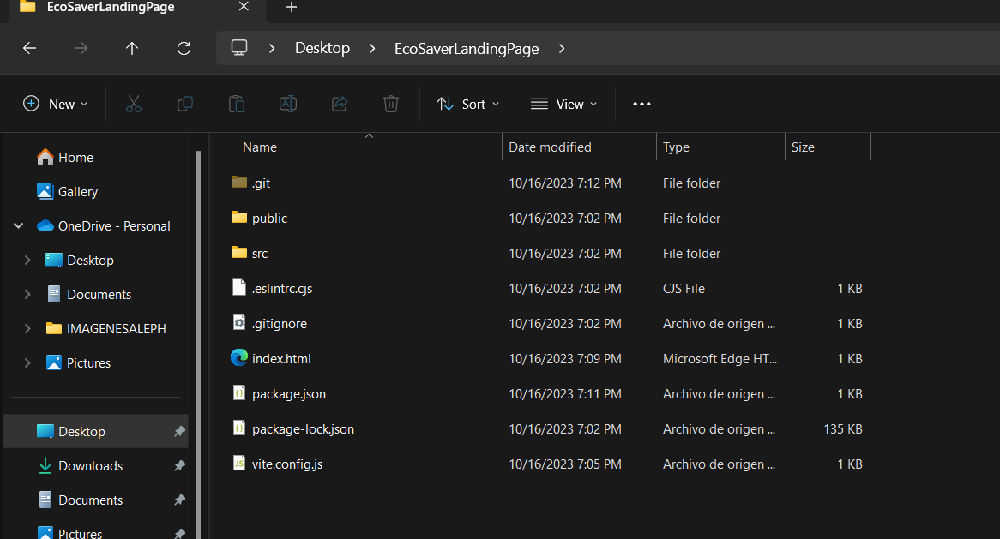 EcoSaverLandingPage
Desktop EcoSaverLandingPage
New Sort View
Name Date modified Type Size
Home
Gallery
OneDrive - Personal
Desktop
Documents
IMAGENESALEPH
Pictures
Desktop
Downloads
Documents
Pictures
.git 10/16/2023 7:12 PM File folder
public 10/16/2023 7:02 PM File folder
src 10/16/2023 7:02 PM File folder
.eslintrc.cjs 10/16/2023 7:02 PM CJS File 1 KB
.gitignore 10/16/2023 7:02 PM Archivo de origen ... 1 KB
index.html 10/16/2023 7:09 PM Microsoft Edge HT... 1 KB
package.json 10/16/2023 7:11 PM Archivo de origen ... 1 KB
package-lock.json 10/16/2023 7:02 PM Archivo de origen ... 135 KB
vite.config.js 10/16/2023 7:05 PM Archivo de origen ... 1 KB